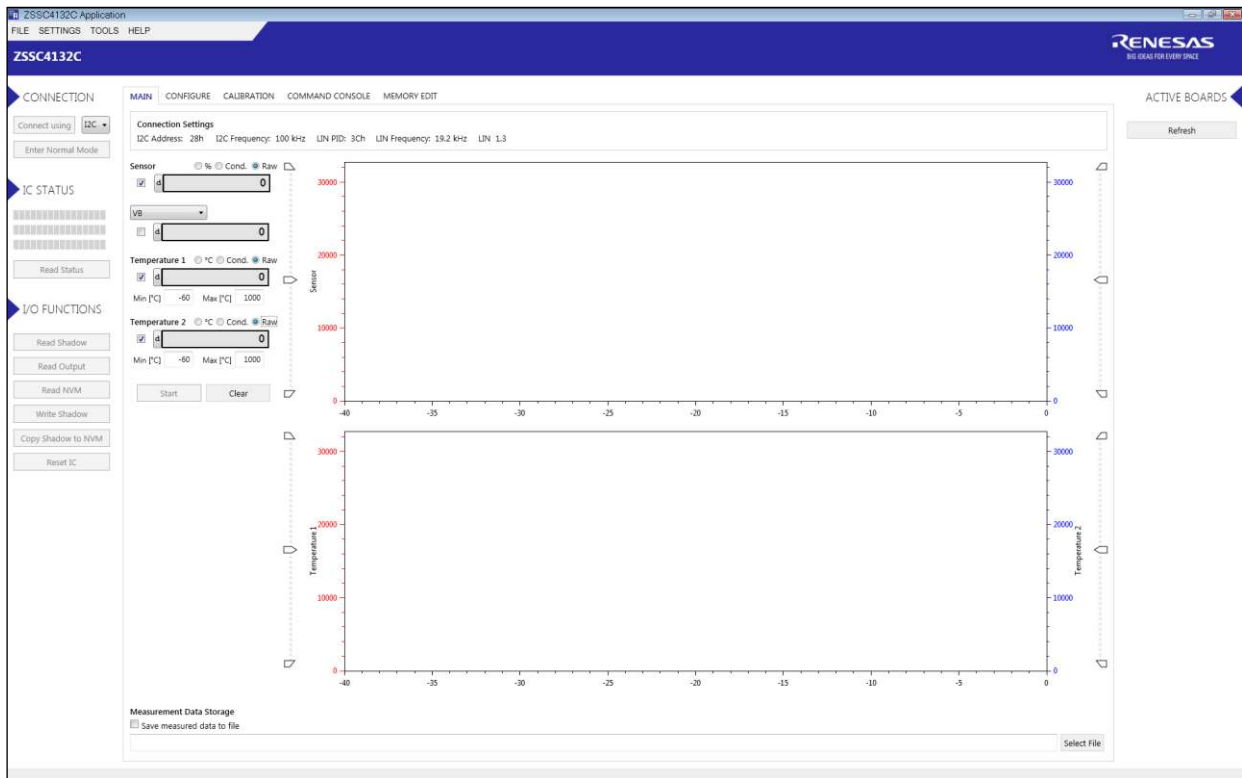 ZSSC4132C Application
FILE SETTINGS TOOLS HELP
ZSSC4132C
RENESAS
BIG IDEAS FOR EVERY SPACE
CONNECTION
Connect using I2C
Enter Normal Mode
IC STATUS
Read Status
I/O FUNCTIONS
Read Shadow
Read Output
Read NVM
Write Shadow
Copy Shadow to NVM
Reset IC
MAIN CONFIGURE CALIBRATION COMMAND CONSOLE MEMORY EDIT
Connection Settings
I2C Address: 28h I2C Frequency: 100 kHz LIN PID: 3Ch LIN Frequency: 19.2 kHz LIN 1.3
Sensor % Cond. Raw
d 0
VB
d 0
Temperature 1 °C Cond. Raw
d 0
Min [°C] -60 Max [°C] 1000
Temperature 2 °C Cond. Raw
d 0
Min [°C] -60 Max [°C] 1000
Start Clear
30000 30000
20000 20000
Sensor
10000 10000
0 0
-40 -35 -30 -25 -20 -15 -10 -5 0
30000 30000
20000 20000
Temperature 1 Temperature 2
10000 10000
0 0
-40 -35 -30 -25 -20 -15 -10 -5 0
Measurement Data Storage
Save measured data to file
Select File
ACTIVE BOARDS
Refresh